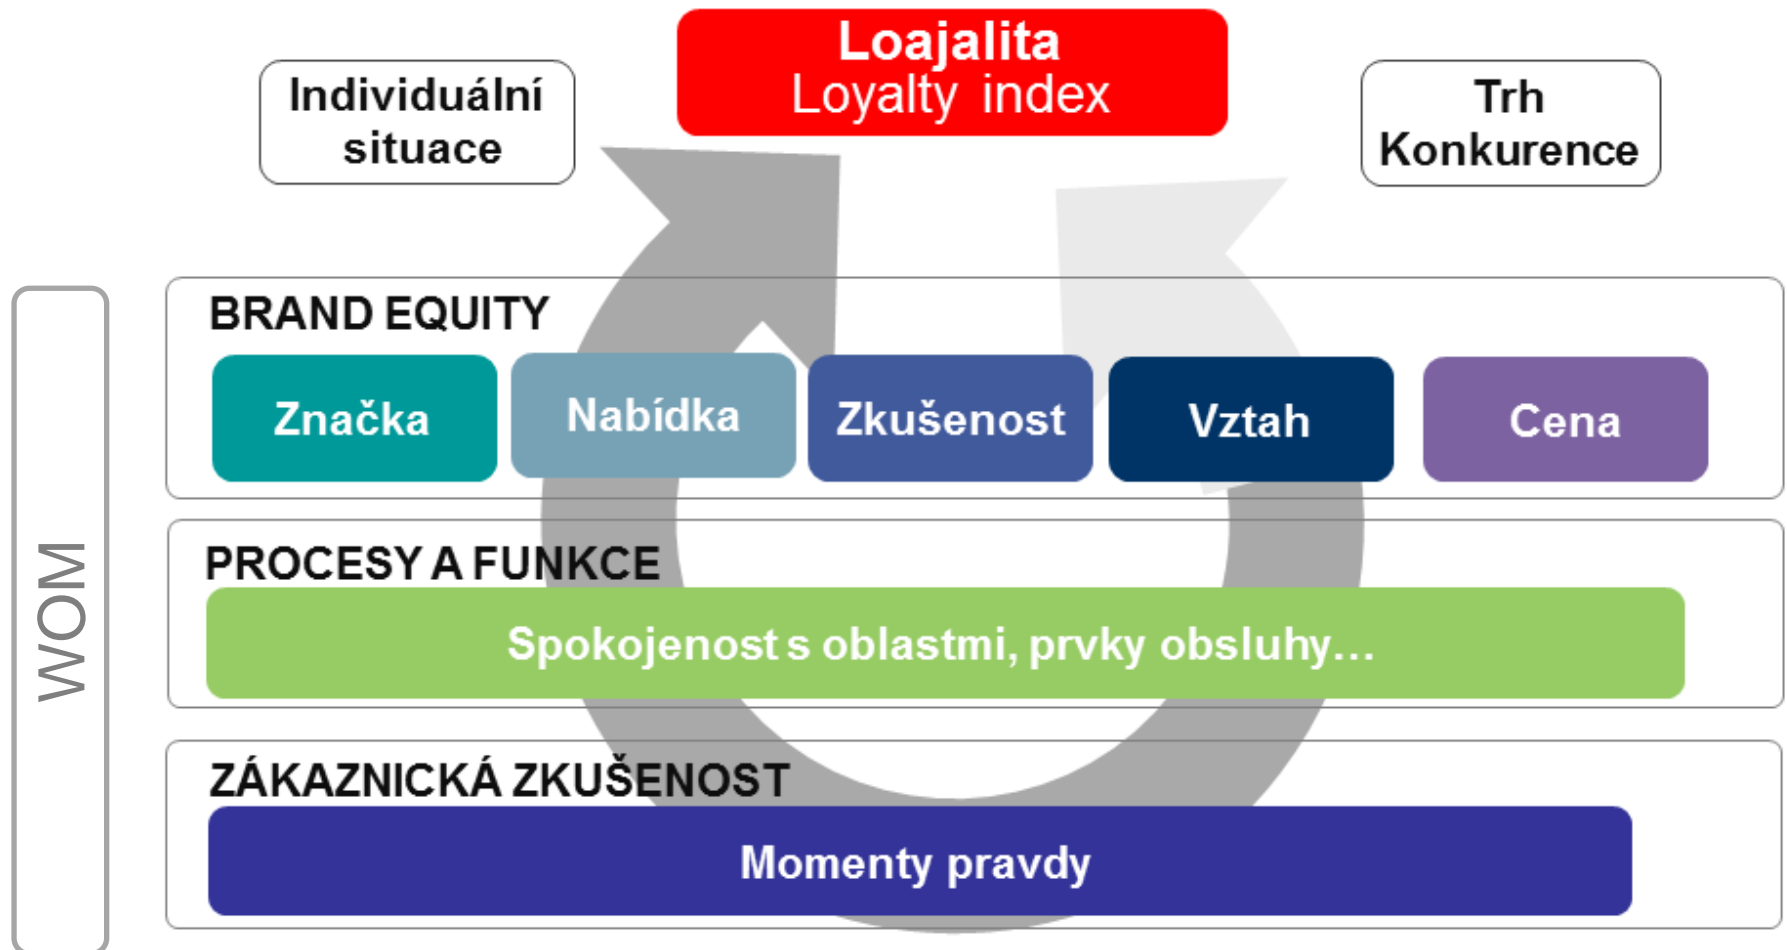 Loajalita
Loyalty index
Individuální
situace
Trh
Konkurence
WOM
BRAND EQUITY
Značka
Nabídka
Zkušenost
Vztah
Cena
PROCESY A FUNKCE
Spokojenost s oblastmi, prvky obsluhy...
ZÁKAZNICKÁ ZKUŠENOST
Momenty pravdy